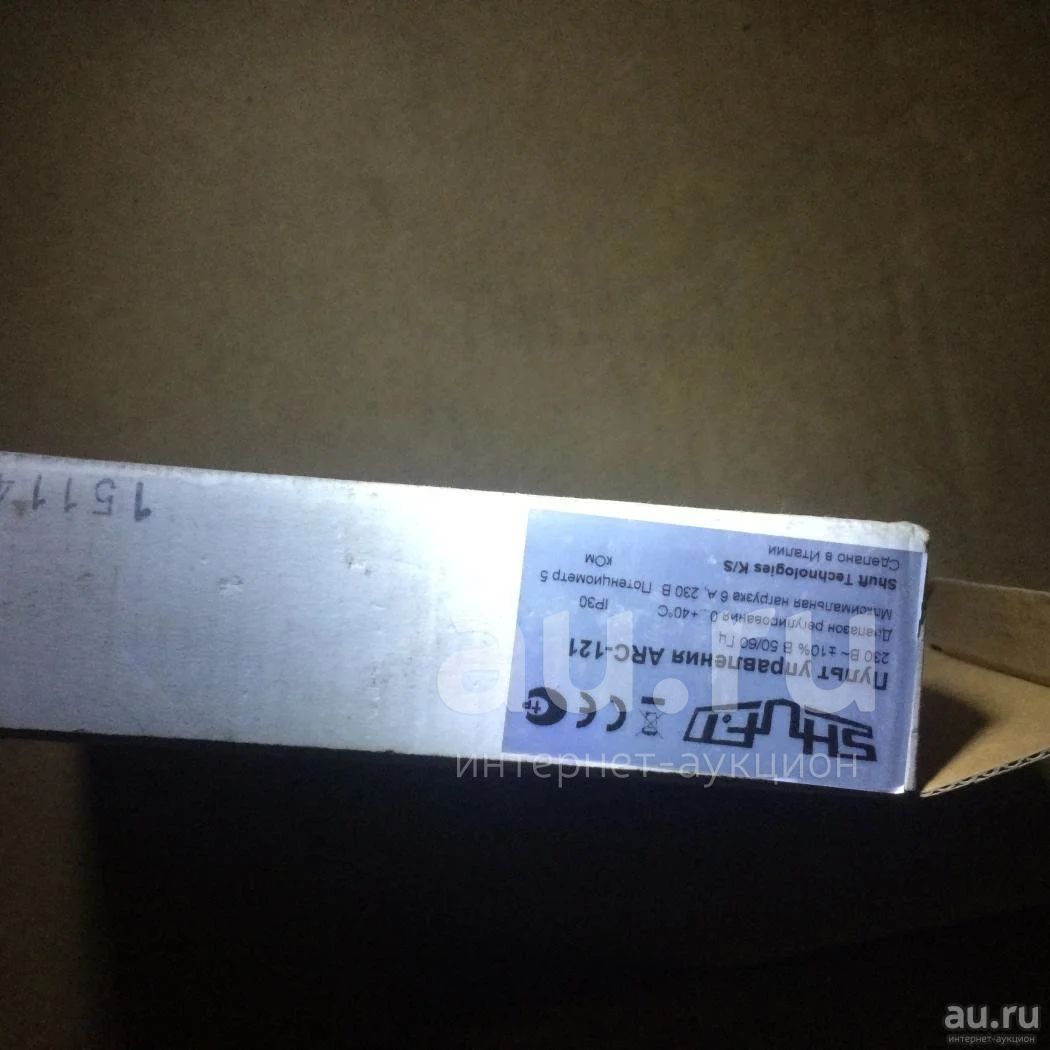 SHUFT
Пульт управления ARC-121
230 В~ ±10% В 50/60 Гц
Диапазон регулирования 0...+40°C IP30
Максимальная нагрузка 6 А, 230 В Потенциометр 5 кОм
Shuft Technologies K/S
Сделано в Италии
15114
au.ru
интернет-аукцион
au.ru
интернет-аукцион